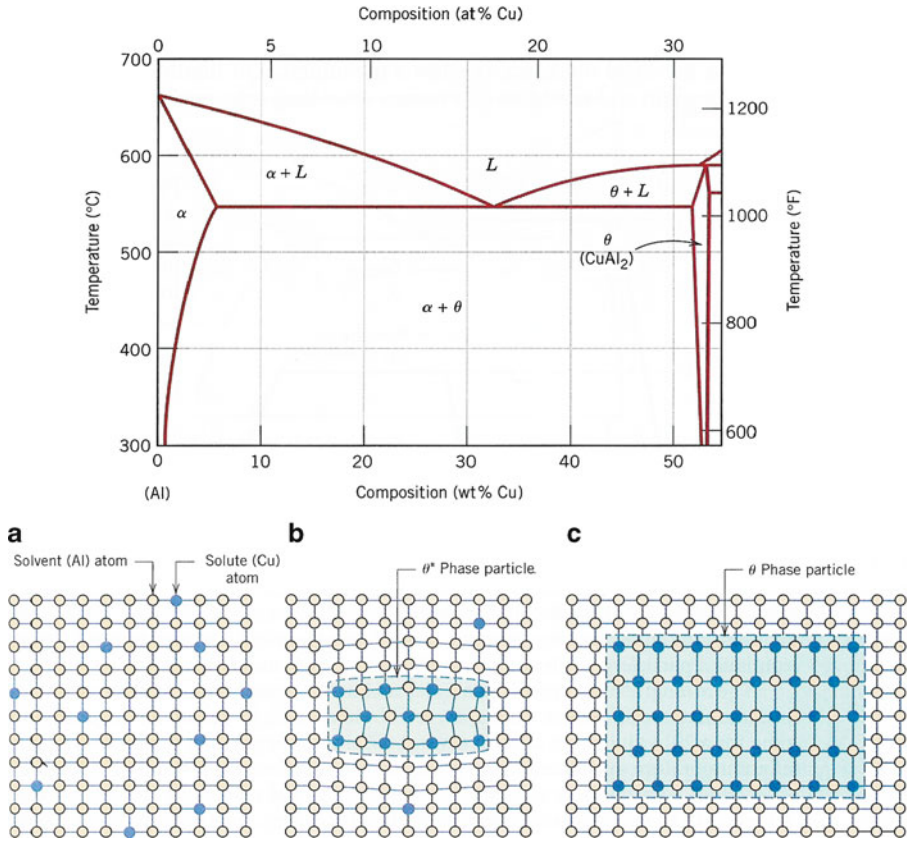 Composition (at% Cu)
0 5 10 20 30
700
600
500
400
300
Temperature (°C)
1200
1000
800
600
Temperature (°F)
α + L
L
θ + L
α
θ
(CuAl2)
α + θ
0 10 20 30 40 50
(Al)
Composition (wt% Cu)
a
Solvent (Al) atom
Solute (Cu)
atom
b
θ" Phase particle
c
θ Phase particle